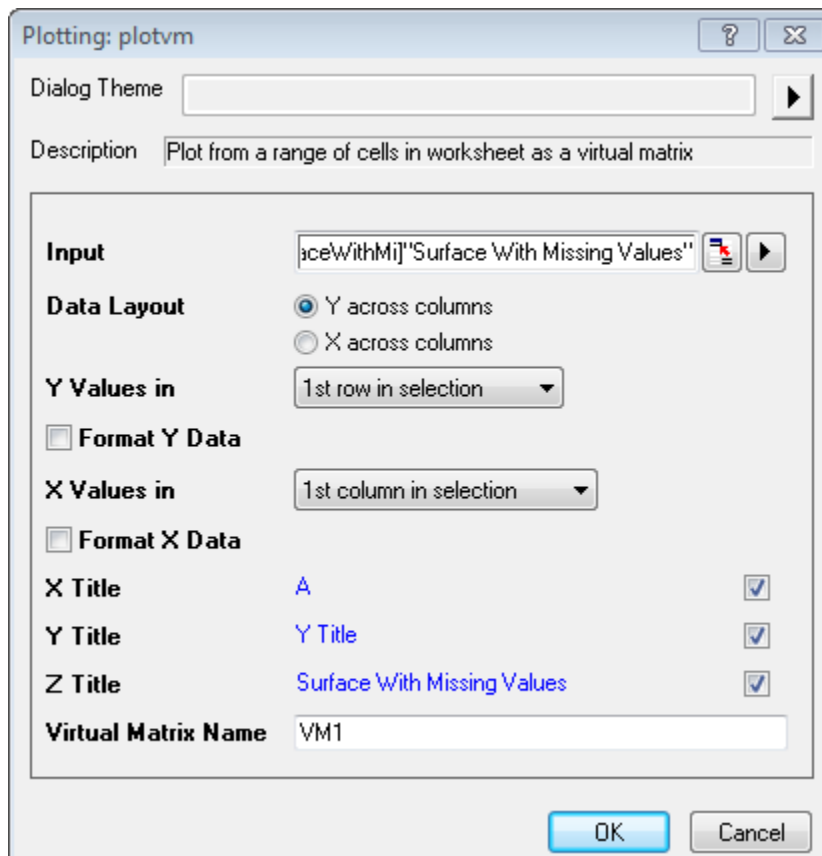 Plotting: plotvm
Dialog Theme
Description Plot from a range of cells in worksheet as a virtual matrix
Input aceWithMi]"Surface With Missing Values"
Data Layout Y across columns
X across columns
Y Values in 1st row in selection
Format Y Data
X Values in 1st column in selection
Format X Data
X Title A
Y Title Y Title
Z Title Surface With Missing Values
Virtual Matrix Name VM1
OK Cancel